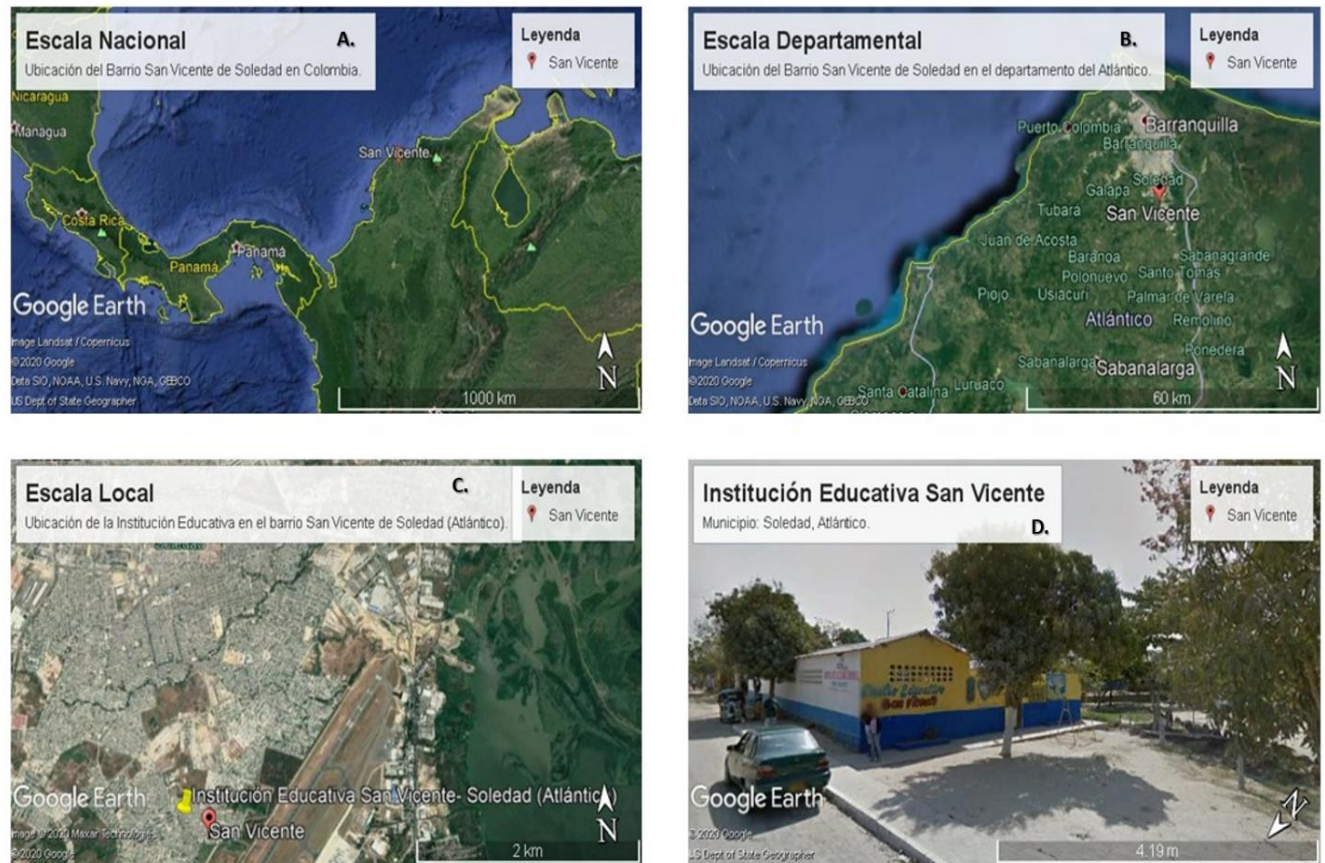 Escala Nacional
A.
Ubicación del Barrio San Vicente de Soledad en Colombia.
Leyenda
San Vicente
Nicaragua
Managua
San Vicente
Costa Rica
Panamá
Panamá
Google Earth
Image Landsat / Copernicus
©2020 Google
Data SIO, NOAA, U.S. Navy, NGA, GEBCO
US Dept of State Geographer
1000 km
N
Escala Departamental
B.
Ubicación del Barrio San Vicente de Soledad en el departamento del Atlántico.
Leyenda
San Vicente
Puerto Colombia
Barranquilla
Barranquilla
Soledad
Galapa
Tubará
San Vicente
Juan de Acosta
Baranoa
Sabanagrande
Polonuevo
Santo Tomás
Piojo
Usiacuri
Palmar de Varela
Atlántico
Remolino
Ponedera
Sabanalarga
Sabanalarga
Santa Catalina
Luruaco
Google Earth
Image Landsat / Copernicus
©2020 Google
Data SIO, NOAA, U.S. Navy, NGA, GEBCO
60 km
N
Escala Local
C.
Ubicación de la Institución Educativa en el barrio San Vicente de Soledad (Atlántico).
Leyenda
San Vicente
Soledad
Institución Educativa San Vicente- Soledad (Atlántico)
San Vicente
Google Earth
Image © 2020 Maxar Technologies
©2020 Google
2 km
N
Institución Educativa San Vicente
Municipio: Soledad, Atlántico.
D.
Leyenda
San Vicente
Centro Educativo
San Vicente
Google Earth
©2020 Google
US Dept of State Geographer
4.19 m
N